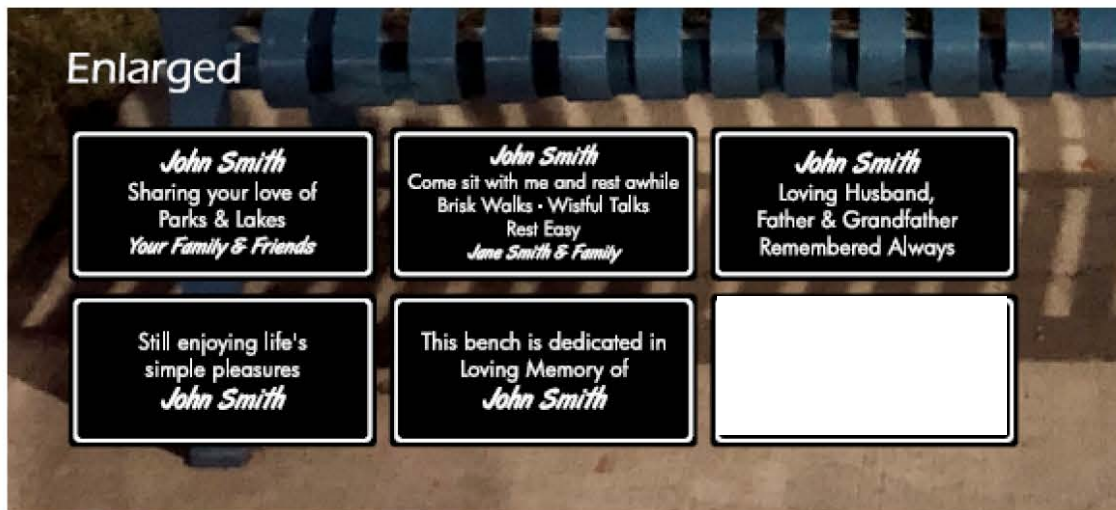 Enlarged
John Smith
Sharing your love of
Parks & Lakes
Your Family & Friends
John Smith
Come sit with me and rest awhile
Brisk Walks • Wistful Talks
Rest Easy
Jane Smith & Family
John Smith
Loving Husband,
Father & Grandfather
Remembered Always
Still enjoying life's
simple pleasures
John Smith
This bench is dedicated in
Loving Memory of
John Smith